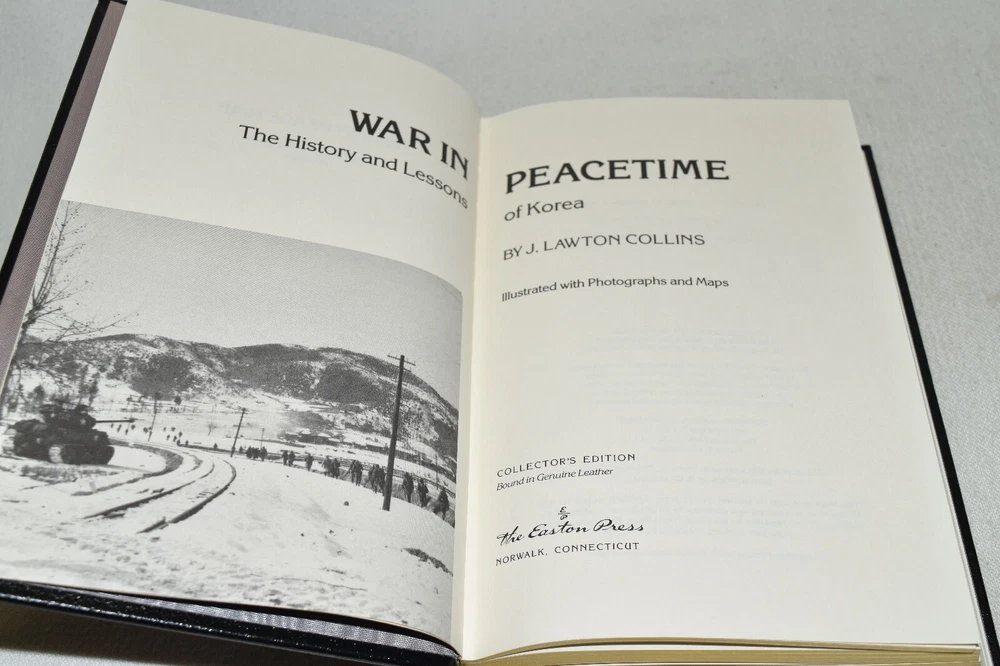 WAR IN PEACETIME
The History and Lessons of Korea
BY J. LAWTON COLLINS
Illustrated with Photographs and Maps
COLLECTOR'S EDITION
Bound in Genuine Leather
E/P
the Easton Press
NORWALK, CONNECTICUT